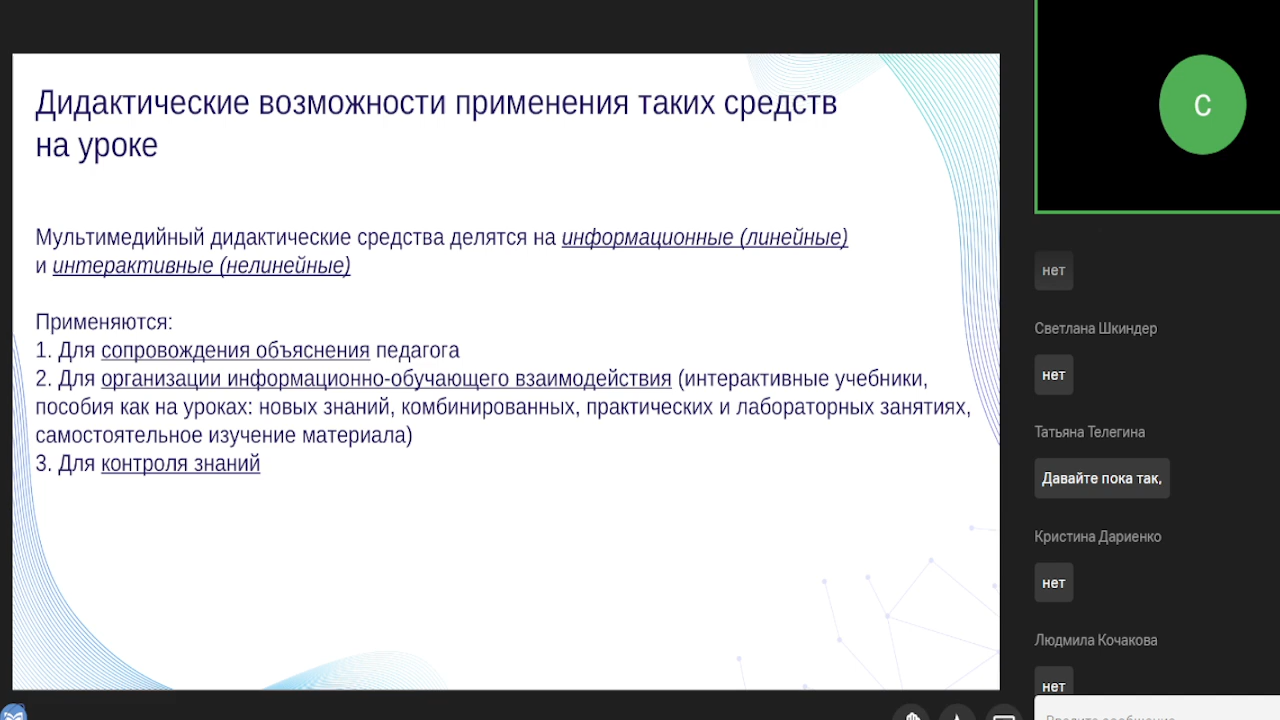 Дидактические возможности применения таких средств
на уроке
Мультимедийный дидактические средства делятся на информационные (линейные)
и интерактивные (нелинейные)
Применяются:
1. Для сопровождения объяснения педагога
2. Для организации информационно-обучающего взаимодействия (интерактивные учебники,
пособия как на уроках: новых знаний, комбинированных, практических и лабораторных занятиях,
самостоятельное изучение материала)
3. Для контроля знаний
С
нет
Светлана Шкиндер
нет
Татьяна Телегина
Давайте пока так,
Кристина Дариенко
нет
Людмила Кочакова
нет